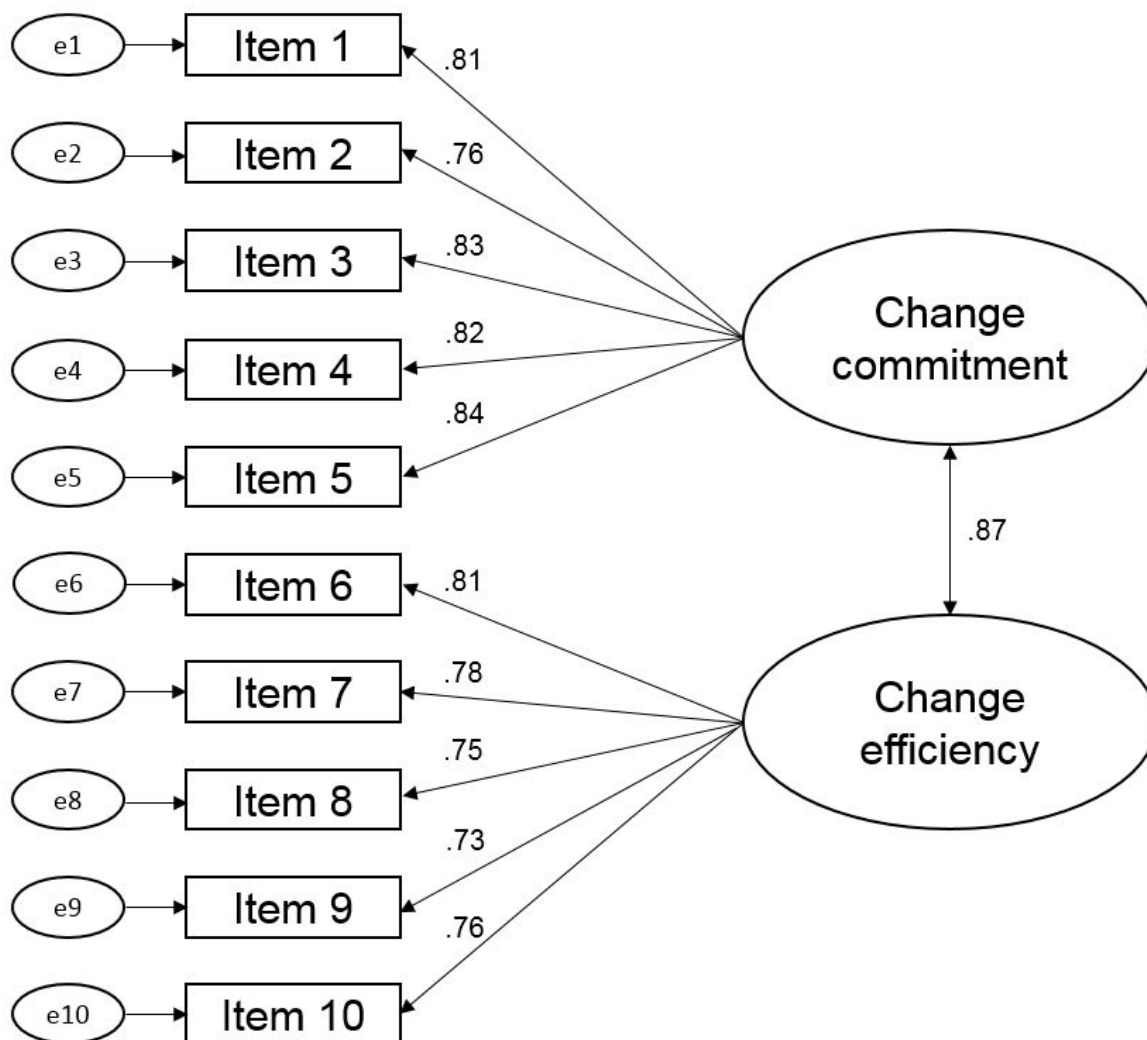 e1
Item 1
.81
e2
Item 2
.76
e3
Item 3
.83
Change
commitment
e4
Item 4
.82
e5
Item 5
.84
.87
e6
Item 6
.81
e7
Item 7
.78
Change
efficiency
e8
Item 8
.75
e9
Item 9
.73
e10
Item 10
.76